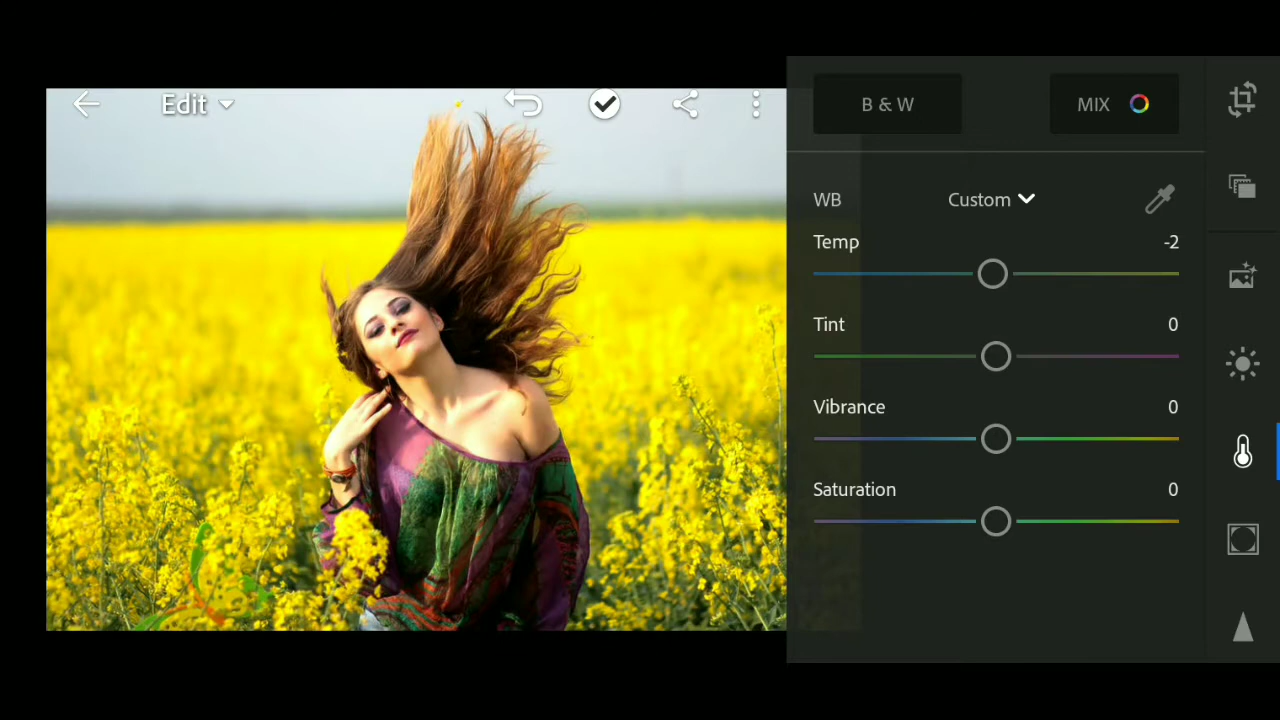 Edit
B & W
MIX
WB
Custom
Temp
-2
Tint
0
Vibrance
0
Saturation
0